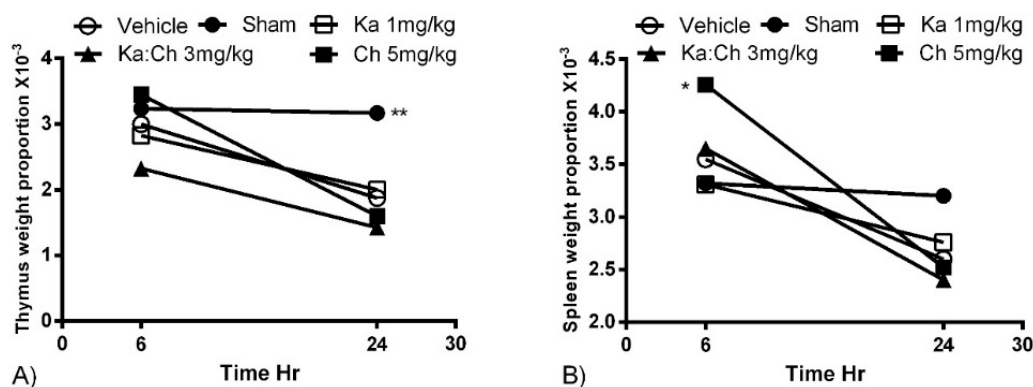 Vehicle Sham Ka 1mg/kg
Ka:Ch 3mg/kg Ch 5mg/kg
Thymus weight proportion X10⁻³
4
3
2
1
0
**
0 6 24 30
Time Hr
A)
Vehicle Sham Ka 1mg/kg
Ka:Ch 3mg/kg Ch 5mg/kg
Spleen weight proportion X10⁻³
4.5
4.0
3.5
3.0
2.5
2.0
*
0 6 24 30
Time Hr
B)